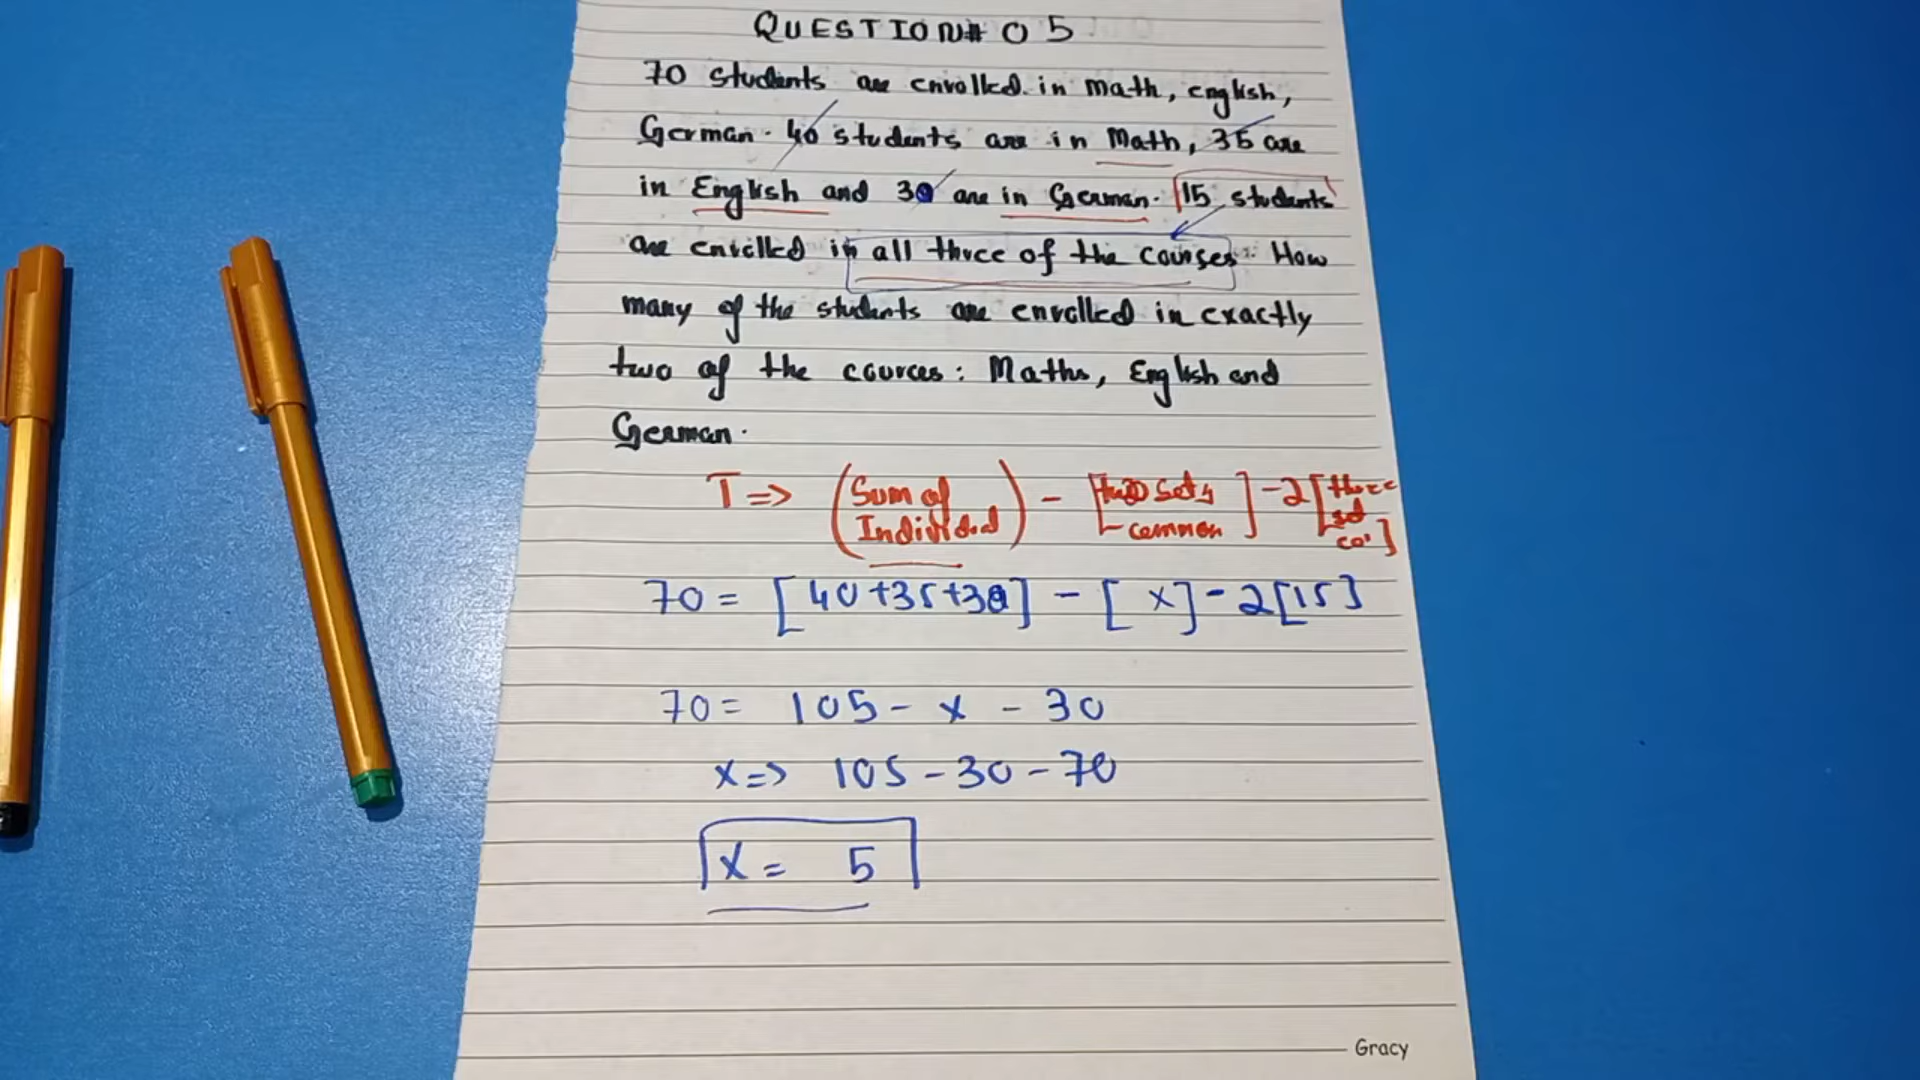 QUESTION# 05
70 students are enrolled in math, english,
German. 40 students are in Math, 35 are
in English and 30 are in German. 15 students
are enrolled in all three of the courses. How
many of the students are enrolled in exactly
two of the cources: Maths, English and
German.
T => (Sum of Individual) - [two sets common] -2[three set co.]
70 = [40+35+30] - [x] - 2[15]
70 = 105 - x - 30
x => 105 - 30 - 70
x = 5
Gracy